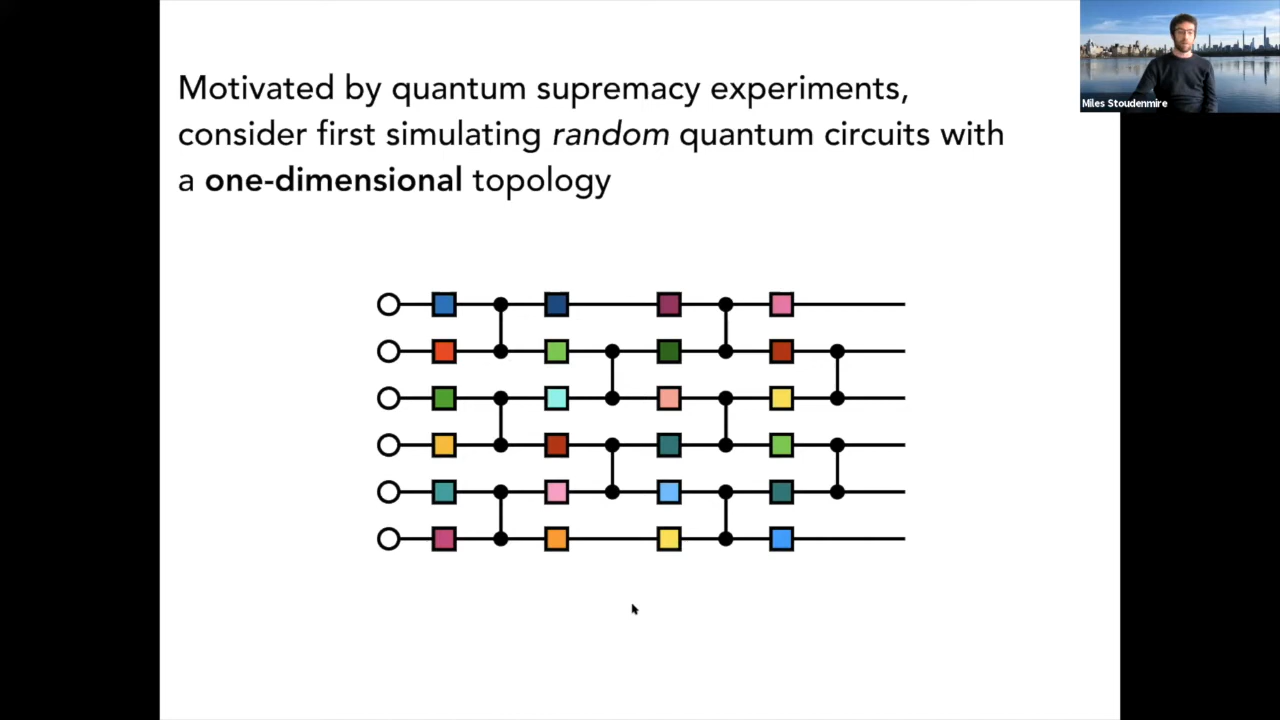 Motivated by quantum supremacy experiments,
consider first simulating random quantum circuits with
a one-dimensional topology
Miles Stoudenmire